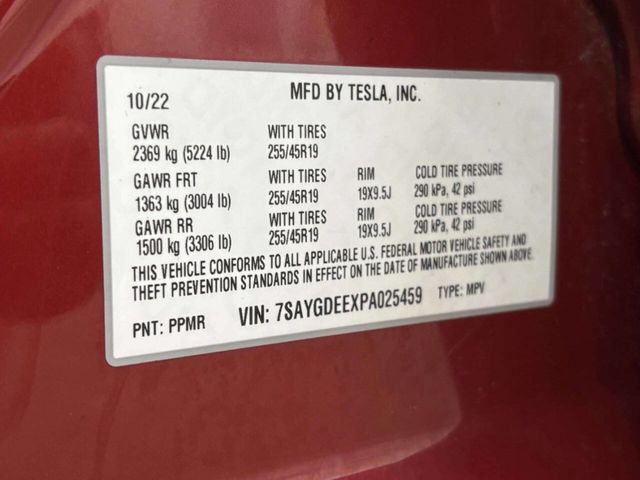 10/22 MFD BY TESLA, INC.
GVWR WITH TIRES
2369 kg (5224 lb) 255/45R19
GAWR FRT WITH TIRES RIM COLD TIRE PRESSURE
1363 kg (3004 lb) 255/45R19 19X9.5J 290 kPa, 42 psi
GAWR RR WITH TIRES RIM COLD TIRE PRESSURE
1500 kg (3306 lb) 255/45R19 19X9.5J 290 kPa, 42 psi
THIS VEHICLE CONFORMS TO ALL APPLICABLE U.S. FEDERAL MOTOR VEHICLE SAFETY AND
THEFT PREVENTION STANDARDS IN EFFECT ON THE DATE OF MANUFACTURE SHOWN ABOVE.
PNT: PPMR VIN: 7SAYGDEEXPA025459 TYPE: MPV